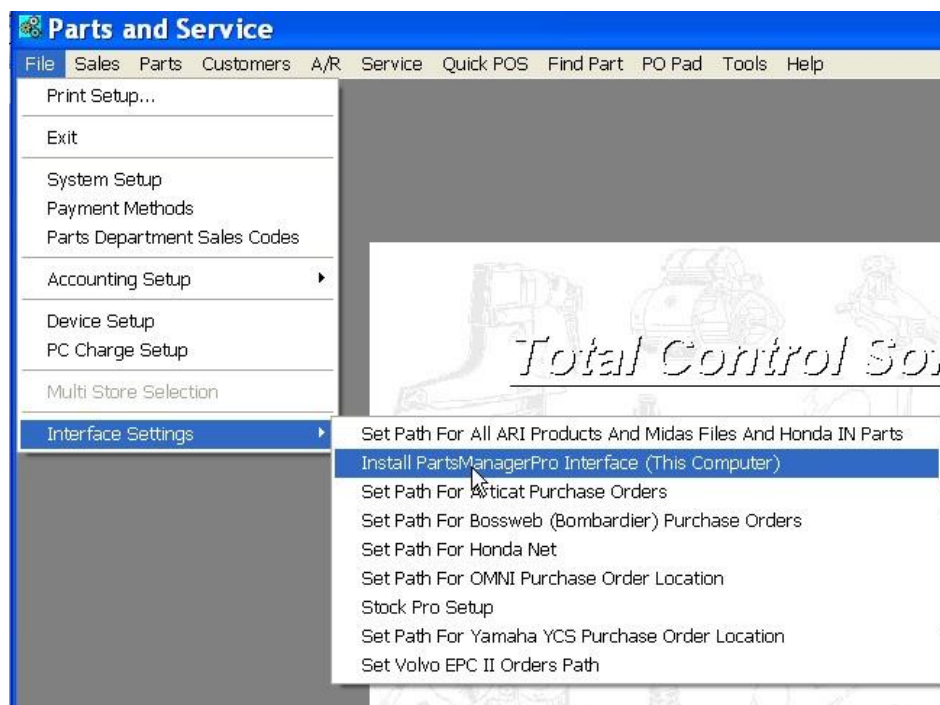 Parts and Service
File Sales Parts Customers A/R Service Quick POS Find Part PO Pad Tools Help
Print Setup...
Exit
System Setup
Payment Methods
Parts Department Sales Codes
Accounting Setup
Device Setup
PC Charge Setup
Multi Store Selection
Interface Settings
Total Control
Set Path For All ARI Products And Midas Files And Honda IN Parts
Install PartsManagerPro Interface (This Computer)
Set Path For Articat Purchase Orders
Set Path For Bossweb (Bombardier) Purchase Orders
Set Path For Honda Net
Set Path For OMNI Purchase Order Location
Stock Pro Setup
Set Path For Yamaha YCS Purchase Order Location
Set Volvo EPC II Orders Path